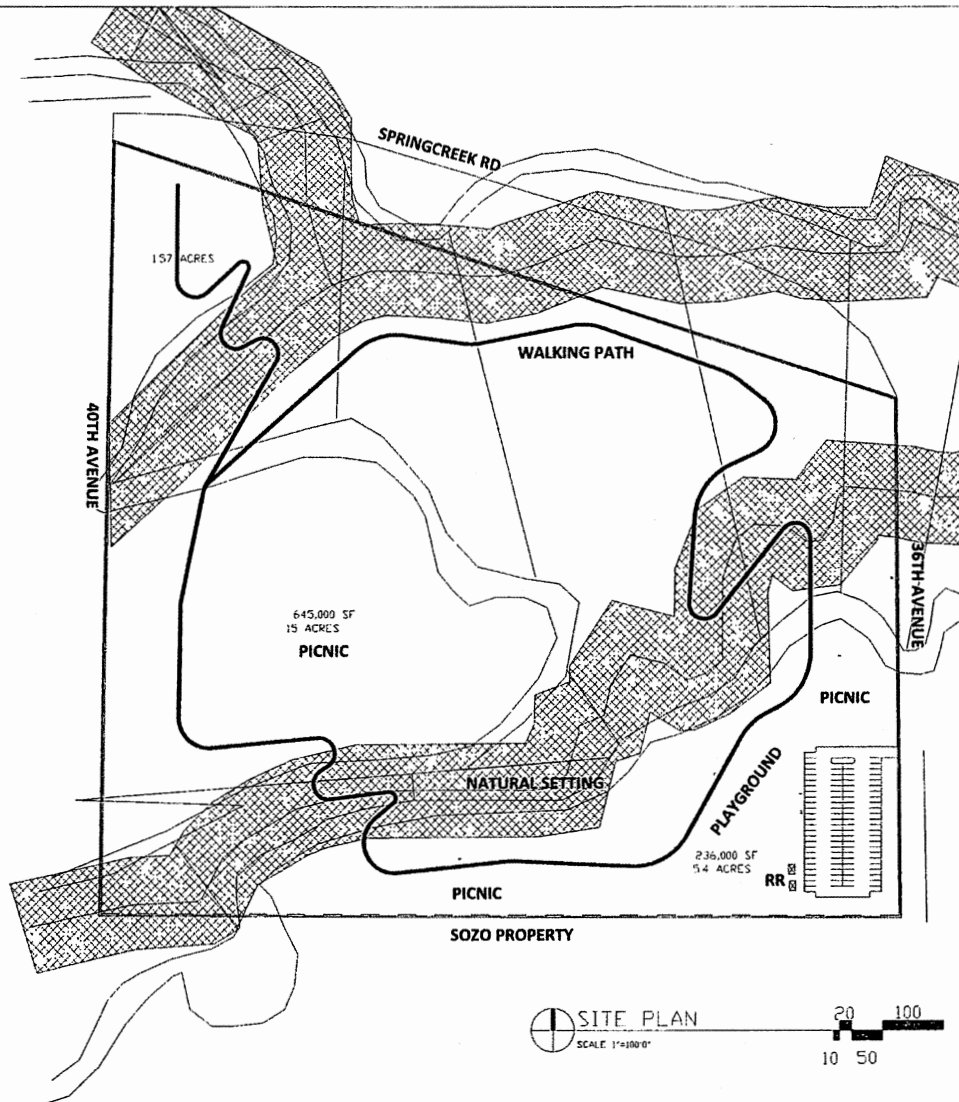 SPRINGCREEK RD
157 ACRES
WALKING PATH
40TH AVENUE
36TH AVENUE
645,000 SF
15 ACRES
PICNIC
PICNIC
NATURAL SETTING
PLAYGROUND
236,000 SF
5.4 ACRES
RR
PICNIC
SOZO PROPERTY
SITE PLAN
SCALE 1"=100'0"
20 100
10 50